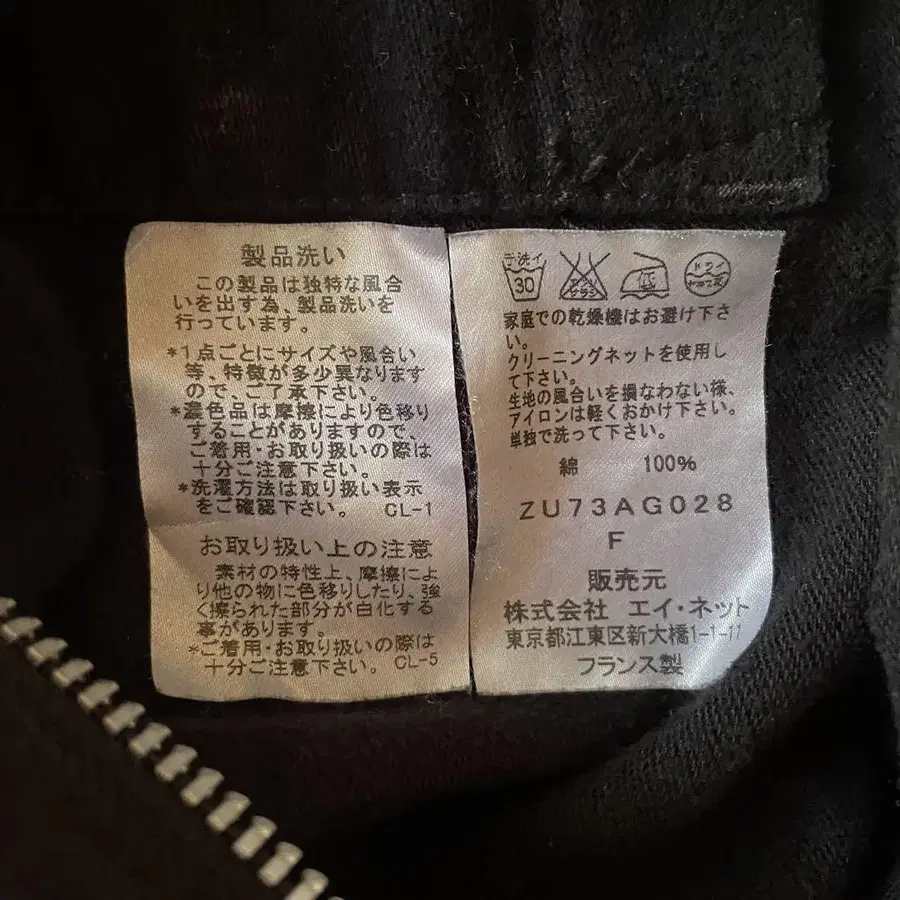 製品洗い
この製品は独特な風合
いを出す為、製品洗いを
行っています。
*1点ごとにサイズや風合い
等、特徴が多少異なります
ので、ご了承下さい。
*濃色品は摩擦により色移り
することがありますので、
ご着用・お取り扱いの際は
十分ご注意下さい。
*洗濯方法は取り扱い表示
をご確認下さい。 CL-1
お取り扱い上の注意
素材の特性上、摩擦によ
り他の物に色移りしたり、強
く擦られた部分が白化する
事があります。
*ご着用・お取り扱いの際は
十分ご注意下さい。 CL-5
手洗イ
30
エンソサラシ
ドライ
家庭での乾燥機はお避け下さ
い。
クリーニングネットを使用し
て下さい。
生地の風合いを損なわない様、
アイロンは軽くおかけ下さい。
単独で洗って下さい。
綿 100%
ZU73AG028
F
販売元
株式会社 エイ・ネット
東京都江東区新大橋1-1-11
フランス製